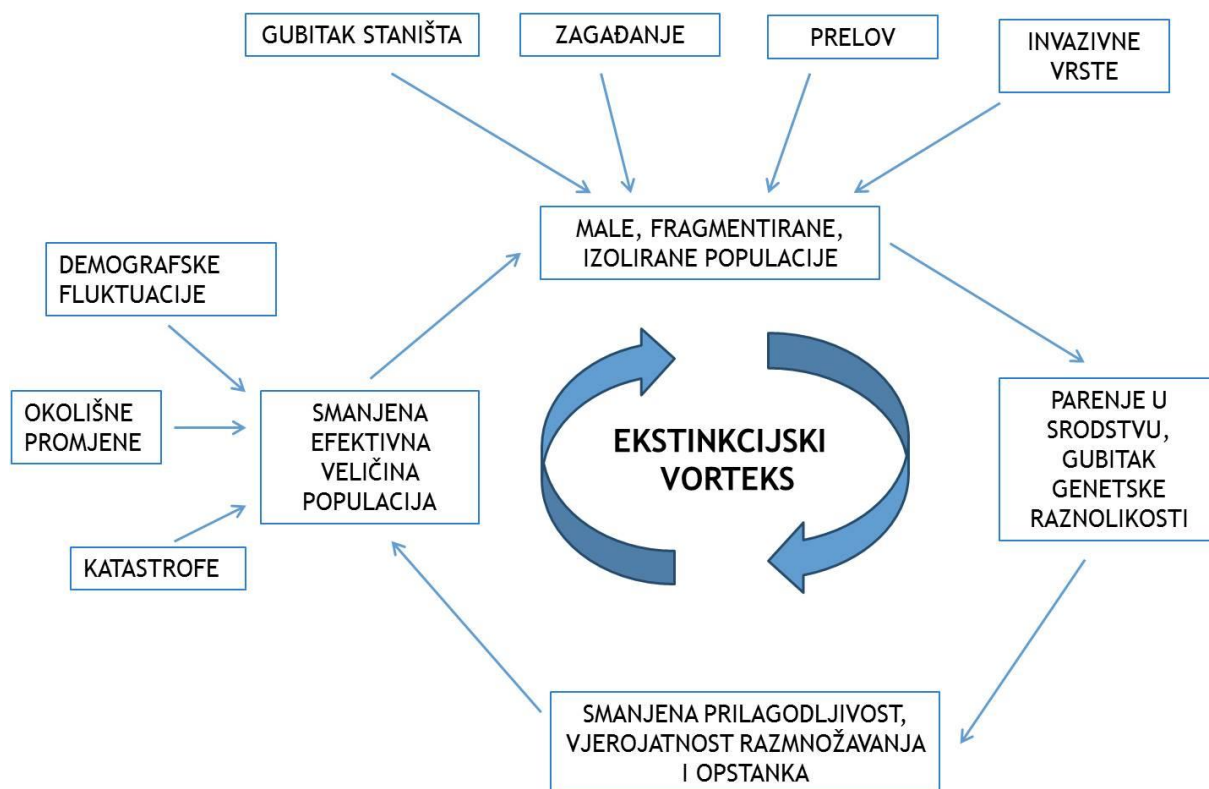 GUBITAK STANIŠTA
ZAGAĐANJE
PRELOV
INVAZIVNE
VRSTE
MALE, FRAGMENTIRANE,
IZOLIRANE POPULACIJE
DEMOGRAFSKE
FLUKTUACIJE
OKOLIŠNE
PROMJENE
KATASTROFE
SMANJENA
EFEKTIVNA
VELIČINA
POPULACIJA
EKSTINKCIJSKI
VORTEKS
PARENJE U
SRODSTVU,
GUBITAK
GENETSKE
RAZNOLIKOSTI
SMANJENA PRILAGODLJIVOST,
VJEROJATNOST RAZMNOŽAVANJA
I OPSTANKA